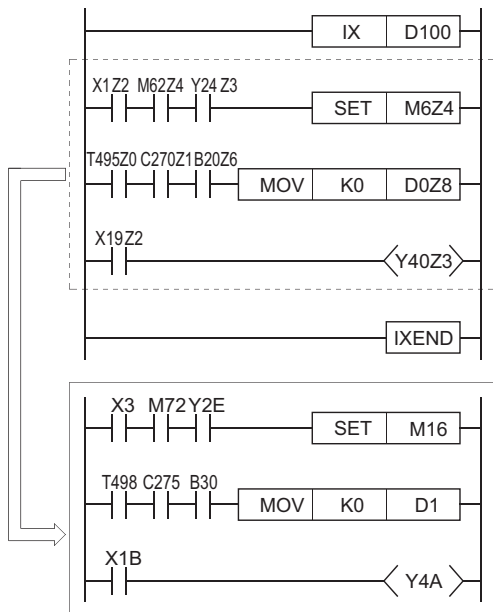 IX D100
X1Z2 M62Z4 Y24 Z3
SET M6Z4
T495Z0 C270Z1 B20Z6
MOV K0 D0Z8
X19Z2
Y40Z3
IXEND
X3 M72 Y2E
SET M16
T498 C275 B30
MOV K0 D1
X1B
Y4A